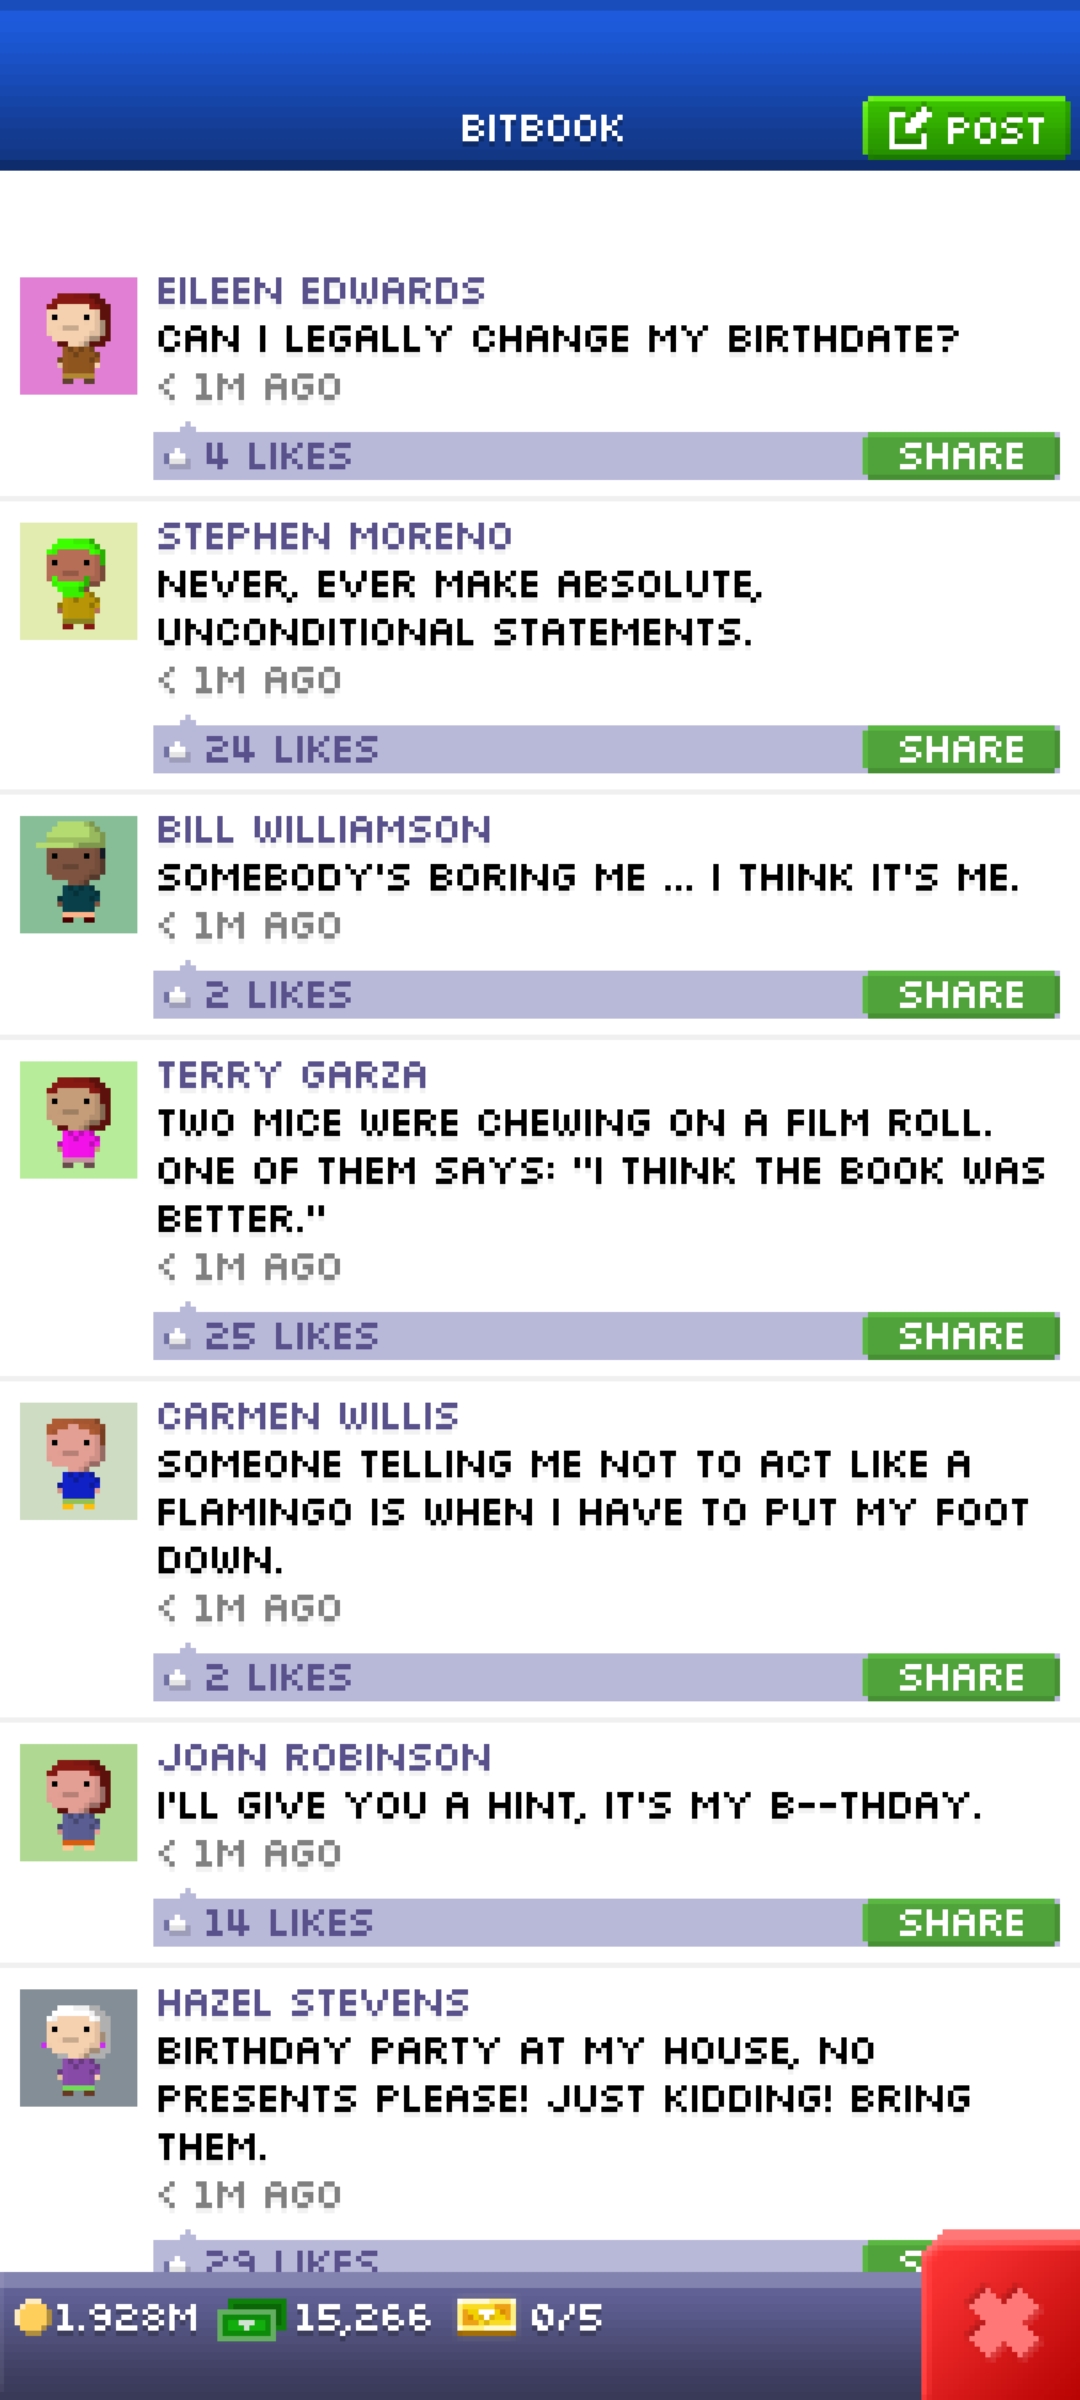 BITBOOK
POST
EILEEN EDWARDS
CAN I LEGALLY CHANGE MY BIRTHDATE?
< 1M AGO
4 LIKES
SHARE
STEPHEN MORENO
NEVER, EVER MAKE ABSOLUTE,
UNCONDITIONAL STATEMENTS.
< 1M AGO
24 LIKES
SHARE
BILL WILLIAMSON
SOMEBODY'S BORING ME ... I THINK IT'S ME.
< 1M AGO
2 LIKES
SHARE
TERRY GARZA
TWO MICE WERE CHEWING ON A FILM ROLL.
ONE OF THEM SAYS: "I THINK THE BOOK WAS
BETTER."
< 1M AGO
25 LIKES
SHARE
CARMEN WILLIS
SOMEONE TELLING ME NOT TO ACT LIKE A
FLAMINGO IS WHEN I HAVE TO PUT MY FOOT
DOWN.
< 1M AGO
2 LIKES
SHARE
JOAN ROBINSON
I'LL GIVE YOU A HINT, IT'S MY B--THDAY.
< 1M AGO
14 LIKES
SHARE
HAZEL STEVENS
BIRTHDAY PARTY AT MY HOUSE, NO
PRESENTS PLEASE! JUST KIDDING! BRING
THEM.
< 1M AGO
29 LIKES
1.928M 15,266 0/5